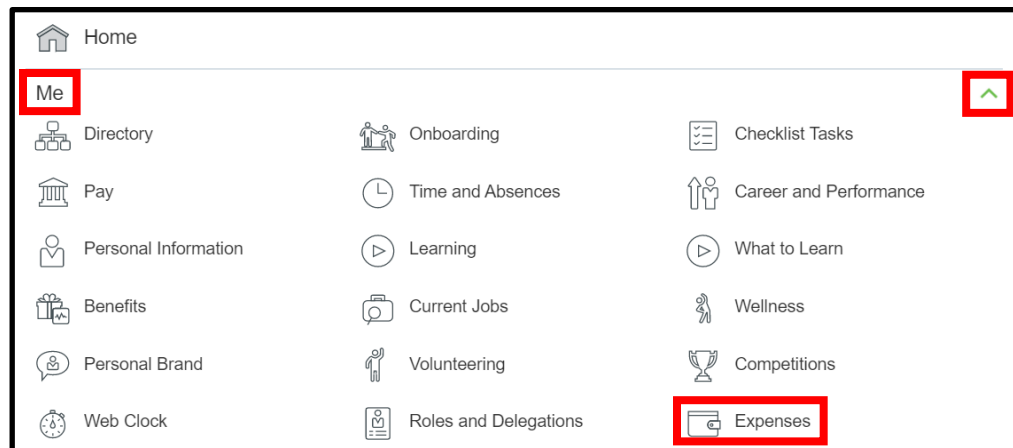 Home
Me
Directory Onboarding Checklist Tasks
Pay Time and Absences Career and Performance
Personal Information Learning What to Learn
Benefits Current Jobs Wellness
Personal Brand Volunteering Competitions
Web Clock Roles and Delegations Expenses